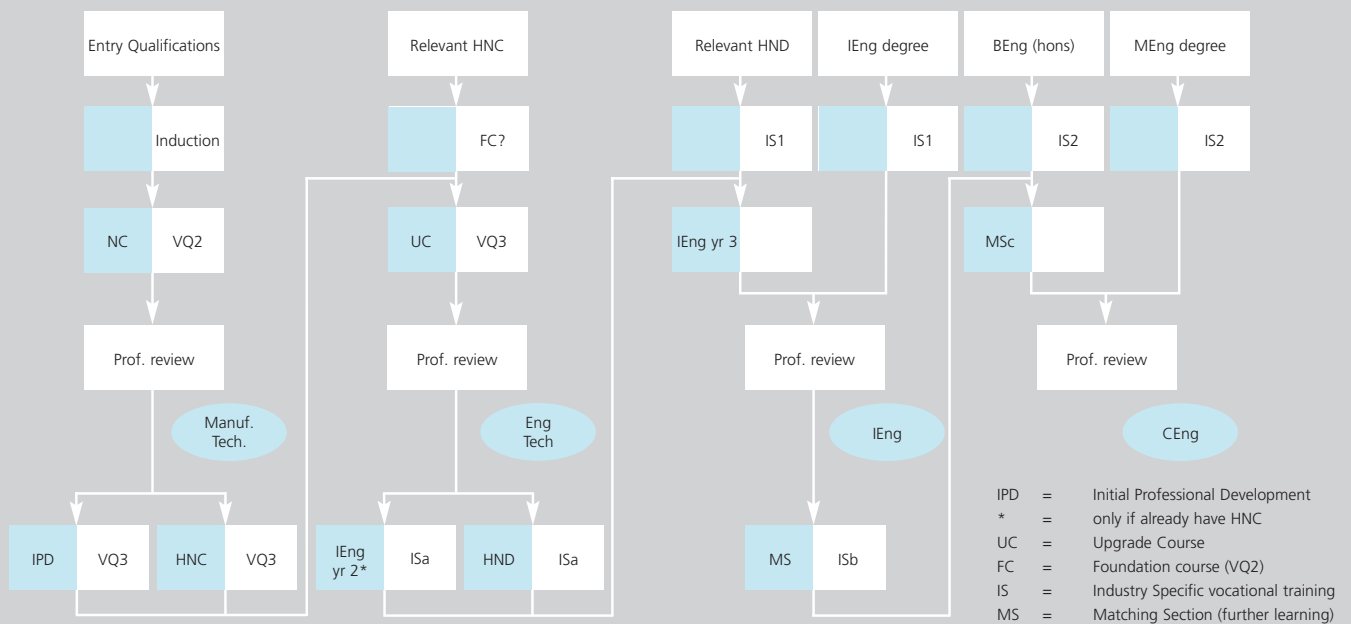 Entry Qualifications
Relevant HNC
Relevant HND
IEng degree
BEng (hons)
MEng degree
Induction
FC?
IS1
IS1
IS2
IS2
NC
VQ2
UC
VQ3
IEng yr 3
MSc
Prof. review
Prof. review
Prof. review
Prof. review
Manuf.
Tech.
Eng
Tech
IEng
CEng
IPD
VQ3
HNC
VQ3
IEng
yr 2*
ISa
HND
ISa
MS
ISb
IPD = Initial Professional Development
* = only if already have HNC
UC = Upgrade Course
FC = Foundation course (VQ2)
IS = Industry Specific vocational training
MS = Matching Section (further learning)